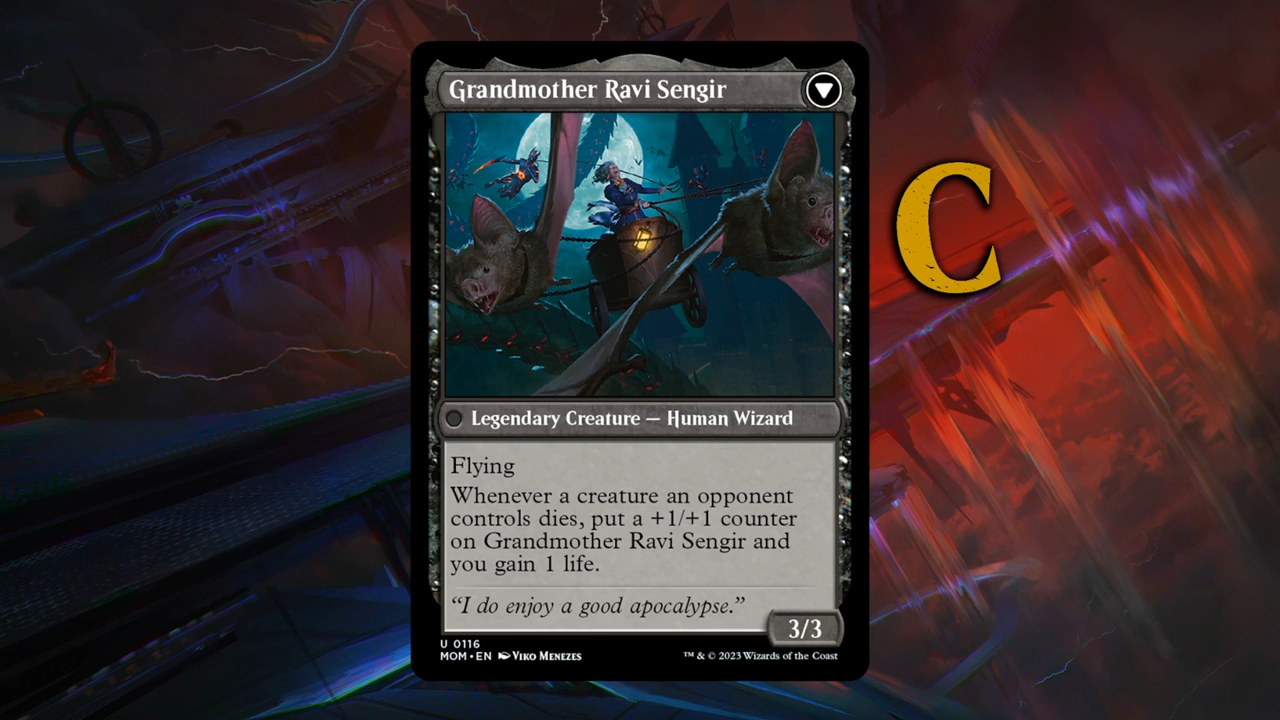 Grandmother Ravi Sengir
C
Legendary Creature — Human Wizard
Flying
Whenever a creature an opponent
controls dies, put a +1/+1 counter
on Grandmother Ravi Sengir and
you gain 1 life.
“I do enjoy a good apocalypse.”
3/3
U 0116
MOM • EN Viko Menezes
™ & © 2023 Wizards of the Coast